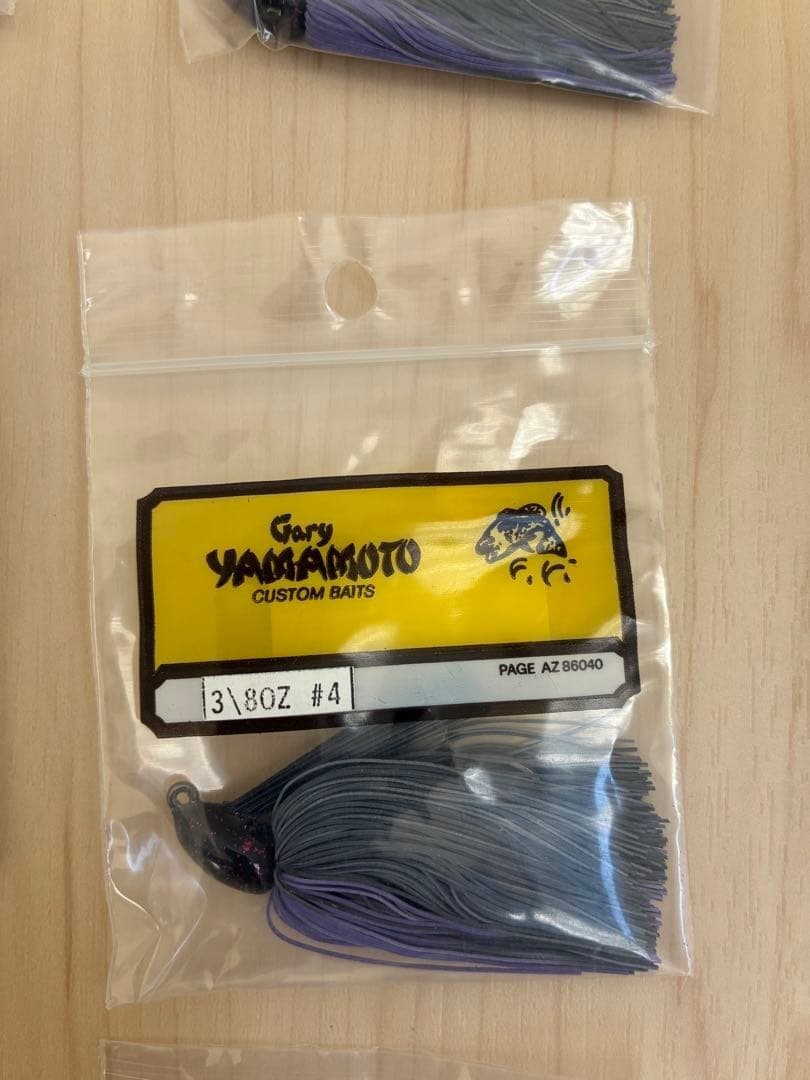 Gary
YAMAMOTO
CUSTOM BAITS
PAGE AZ 86040
3\8OZ #4